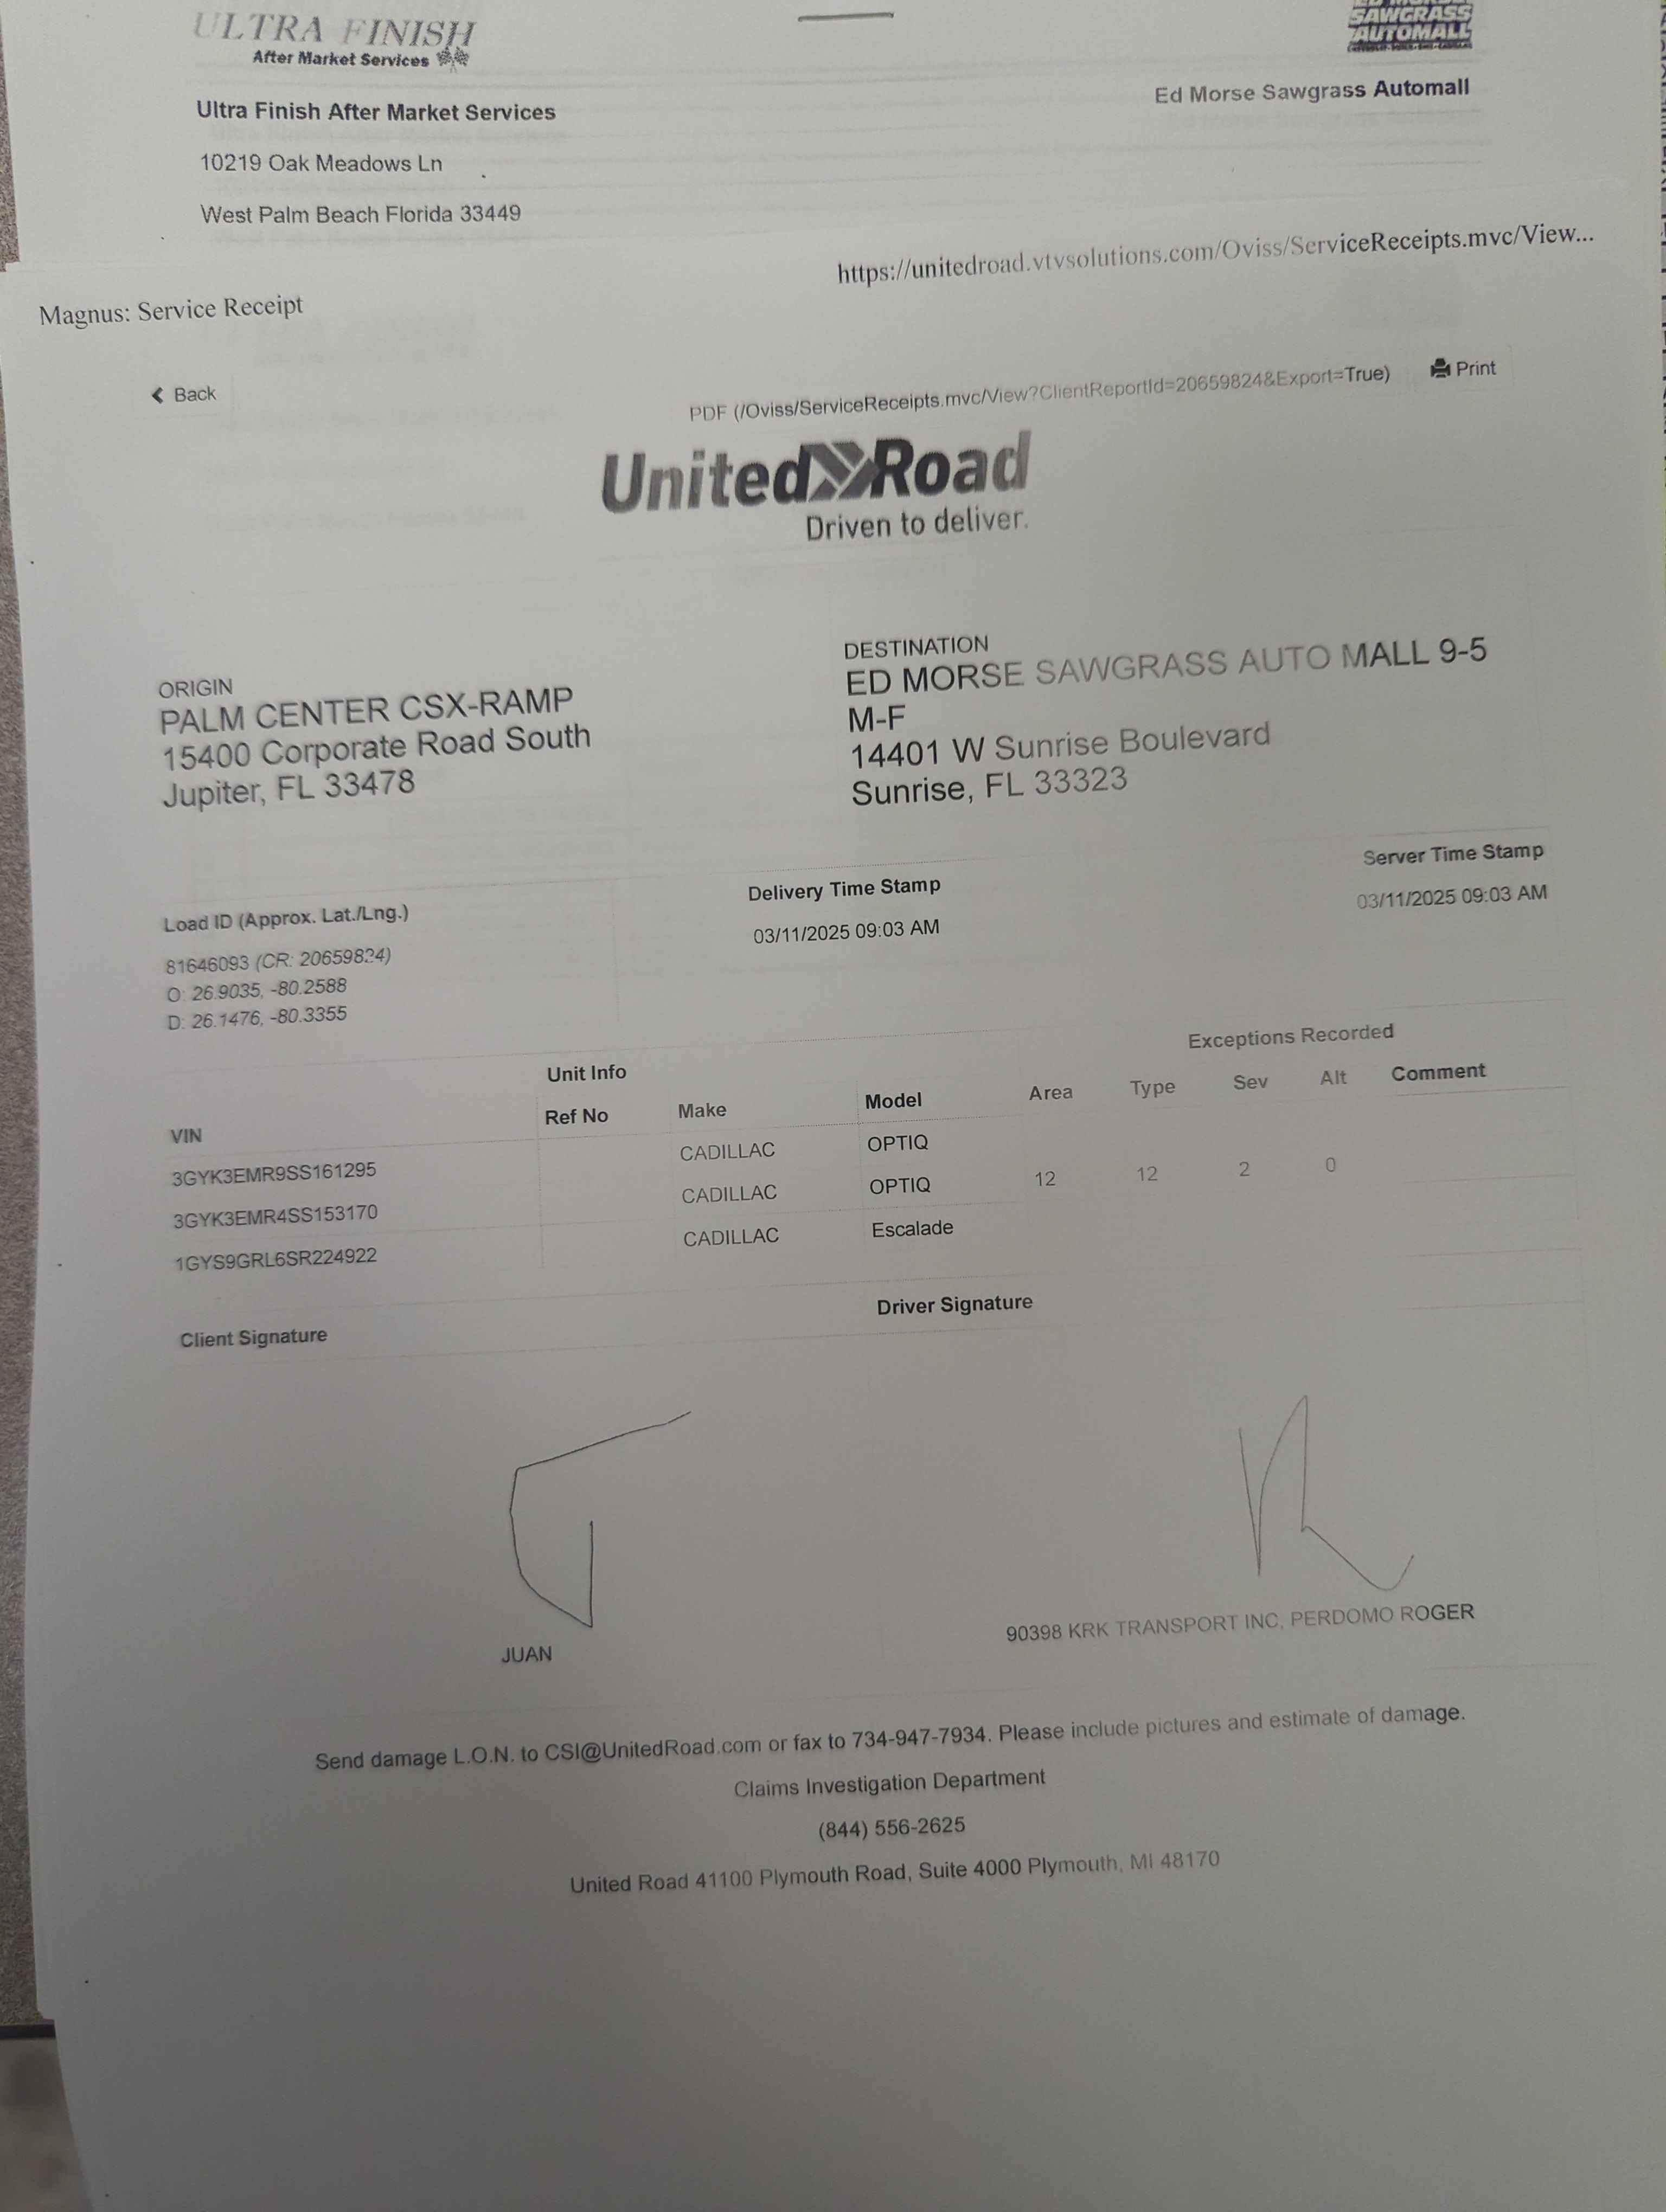 ULTRA FINISH
After Market Services
SAWGRASS
AUTOMALL
Ultra Finish After Market Services
Ed Morse Sawgrass Automall
10219 Oak Meadows Ln
West Palm Beach Florida 33449
Magnus: Service Receipt
https://unitedroad.vtvsolutions.com/Oviss/ServiceReceipts.mvc/View...
Back
PDF (/Oviss/ServiceReceipts.mvc/View?ClientReportId=20659824&Export=True)
Print
United Road
Driven to deliver.
ORIGIN
PALM CENTER CSX-RAMP
15400 Corporate Road South
Jupiter, FL 33478
DESTINATION
ED MORSE SAWGRASS AUTO MALL 9-5
M-F
14401 W Sunrise Boulevard
Sunrise, FL 33323
Load ID (Approx. Lat./Lng.)
81646093 (CR: 20659824)
O: 26.9035, -80.2588
D: 26.1476, -80.3355
Delivery Time Stamp
03/11/2025 09:03 AM
Server Time Stamp
03/11/2025 09:03 AM
Unit Info
Exceptions Recorded
VIN Ref No Make Model Area Type Sev Alt Comment
3GYK3EMR9SS161295 CADILLAC OPTIQ
3GYK3EMR4SS153170 CADILLAC OPTIQ 12 12 2 0
1GYS9GRL6SR224922 CADILLAC Escalade
Client Signature
Driver Signature
JUAN
90398 KRK TRANSPORT INC, PERDOMO ROGER
Send damage L.O.N. to CSI@UnitedRoad.com or fax to 734-947-7934. Please include pictures and estimate of damage.
Claims Investigation Department
(844) 556-2625
United Road 41100 Plymouth Road, Suite 4000 Plymouth, MI 48170